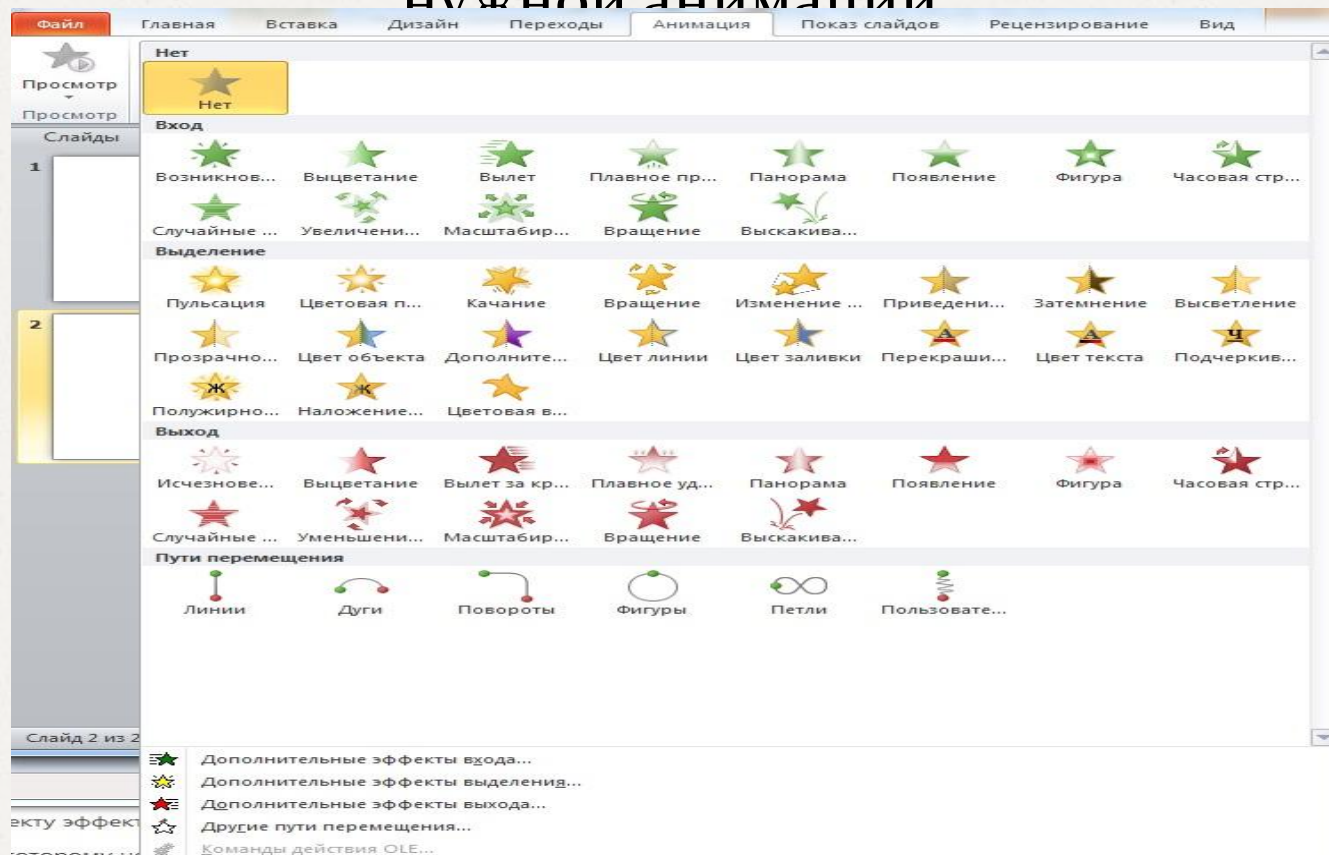 нужной анимации
Файл Главная Вставка Дизайн Переходы Анимация Показ слайдов Рецензирование Вид
Просмотр
Просмотр
Слайды
1
2
Слайд 2 из 2
Нет
Нет
Вход
Возникнов... Выцветание Вылет Плавное пр... Панорама Появление Фигура Часовая стр...
Случайные ... Увеличени... Масштабир... Вращение Выскакива...
Выделение
Пульсация Цветовая п... Качание Вращение Изменение ... Приведени... Затемнение Высветление
Прозрачно... Цвет объекта Дополните... Цвет линии Цвет заливки Перекраши... Цвет текста Подчеркив...
Полужирно... Наложение... Цветовая в...
Выход
Исчезнове... Выцветание Вылет за кр... Плавное уд... Панорама Появление Фигура Часовая стр...
Случайные ... Уменьшени... Масштабир... Вращение Выскакива...
Пути перемещения
Линии Дуги Повороты Фигуры Петли Пользовате...
Дополнительные эффекты входа...
Дополнительные эффекты выделения...
Дополнительные эффекты выхода...
Другие пути перемещения...
Команды действия OLE...
екту эффек